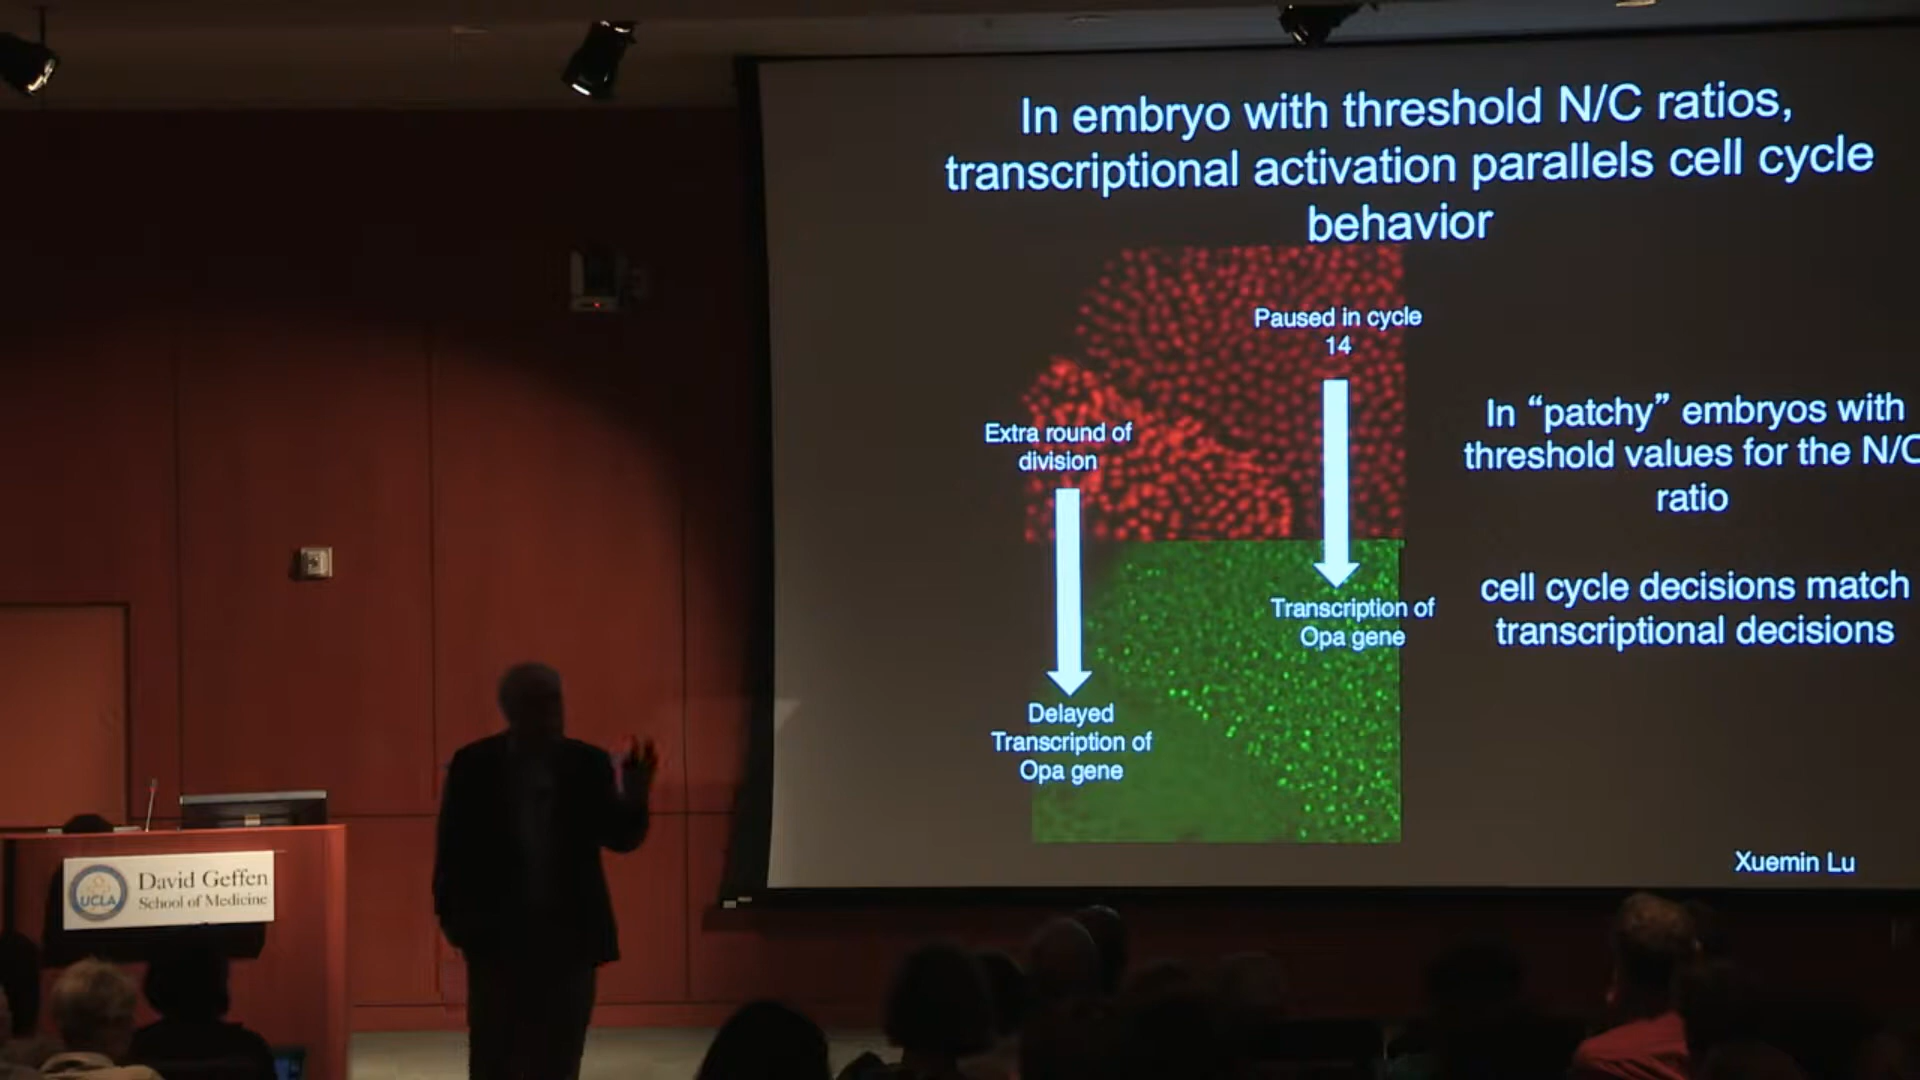 In embryo with threshold N/C ratios,
transcriptional activation parallels cell cycle
behavior
Paused in cycle
14
Extra round of
division
In “patchy” embryos with
threshold values for the N/C
ratio
Transcription of
Opa gene
cell cycle decisions match
transcriptional decisions
Delayed
Transcription of
Opa gene
Xuemin Lu
UCLA
David Geffen
School of Medicine